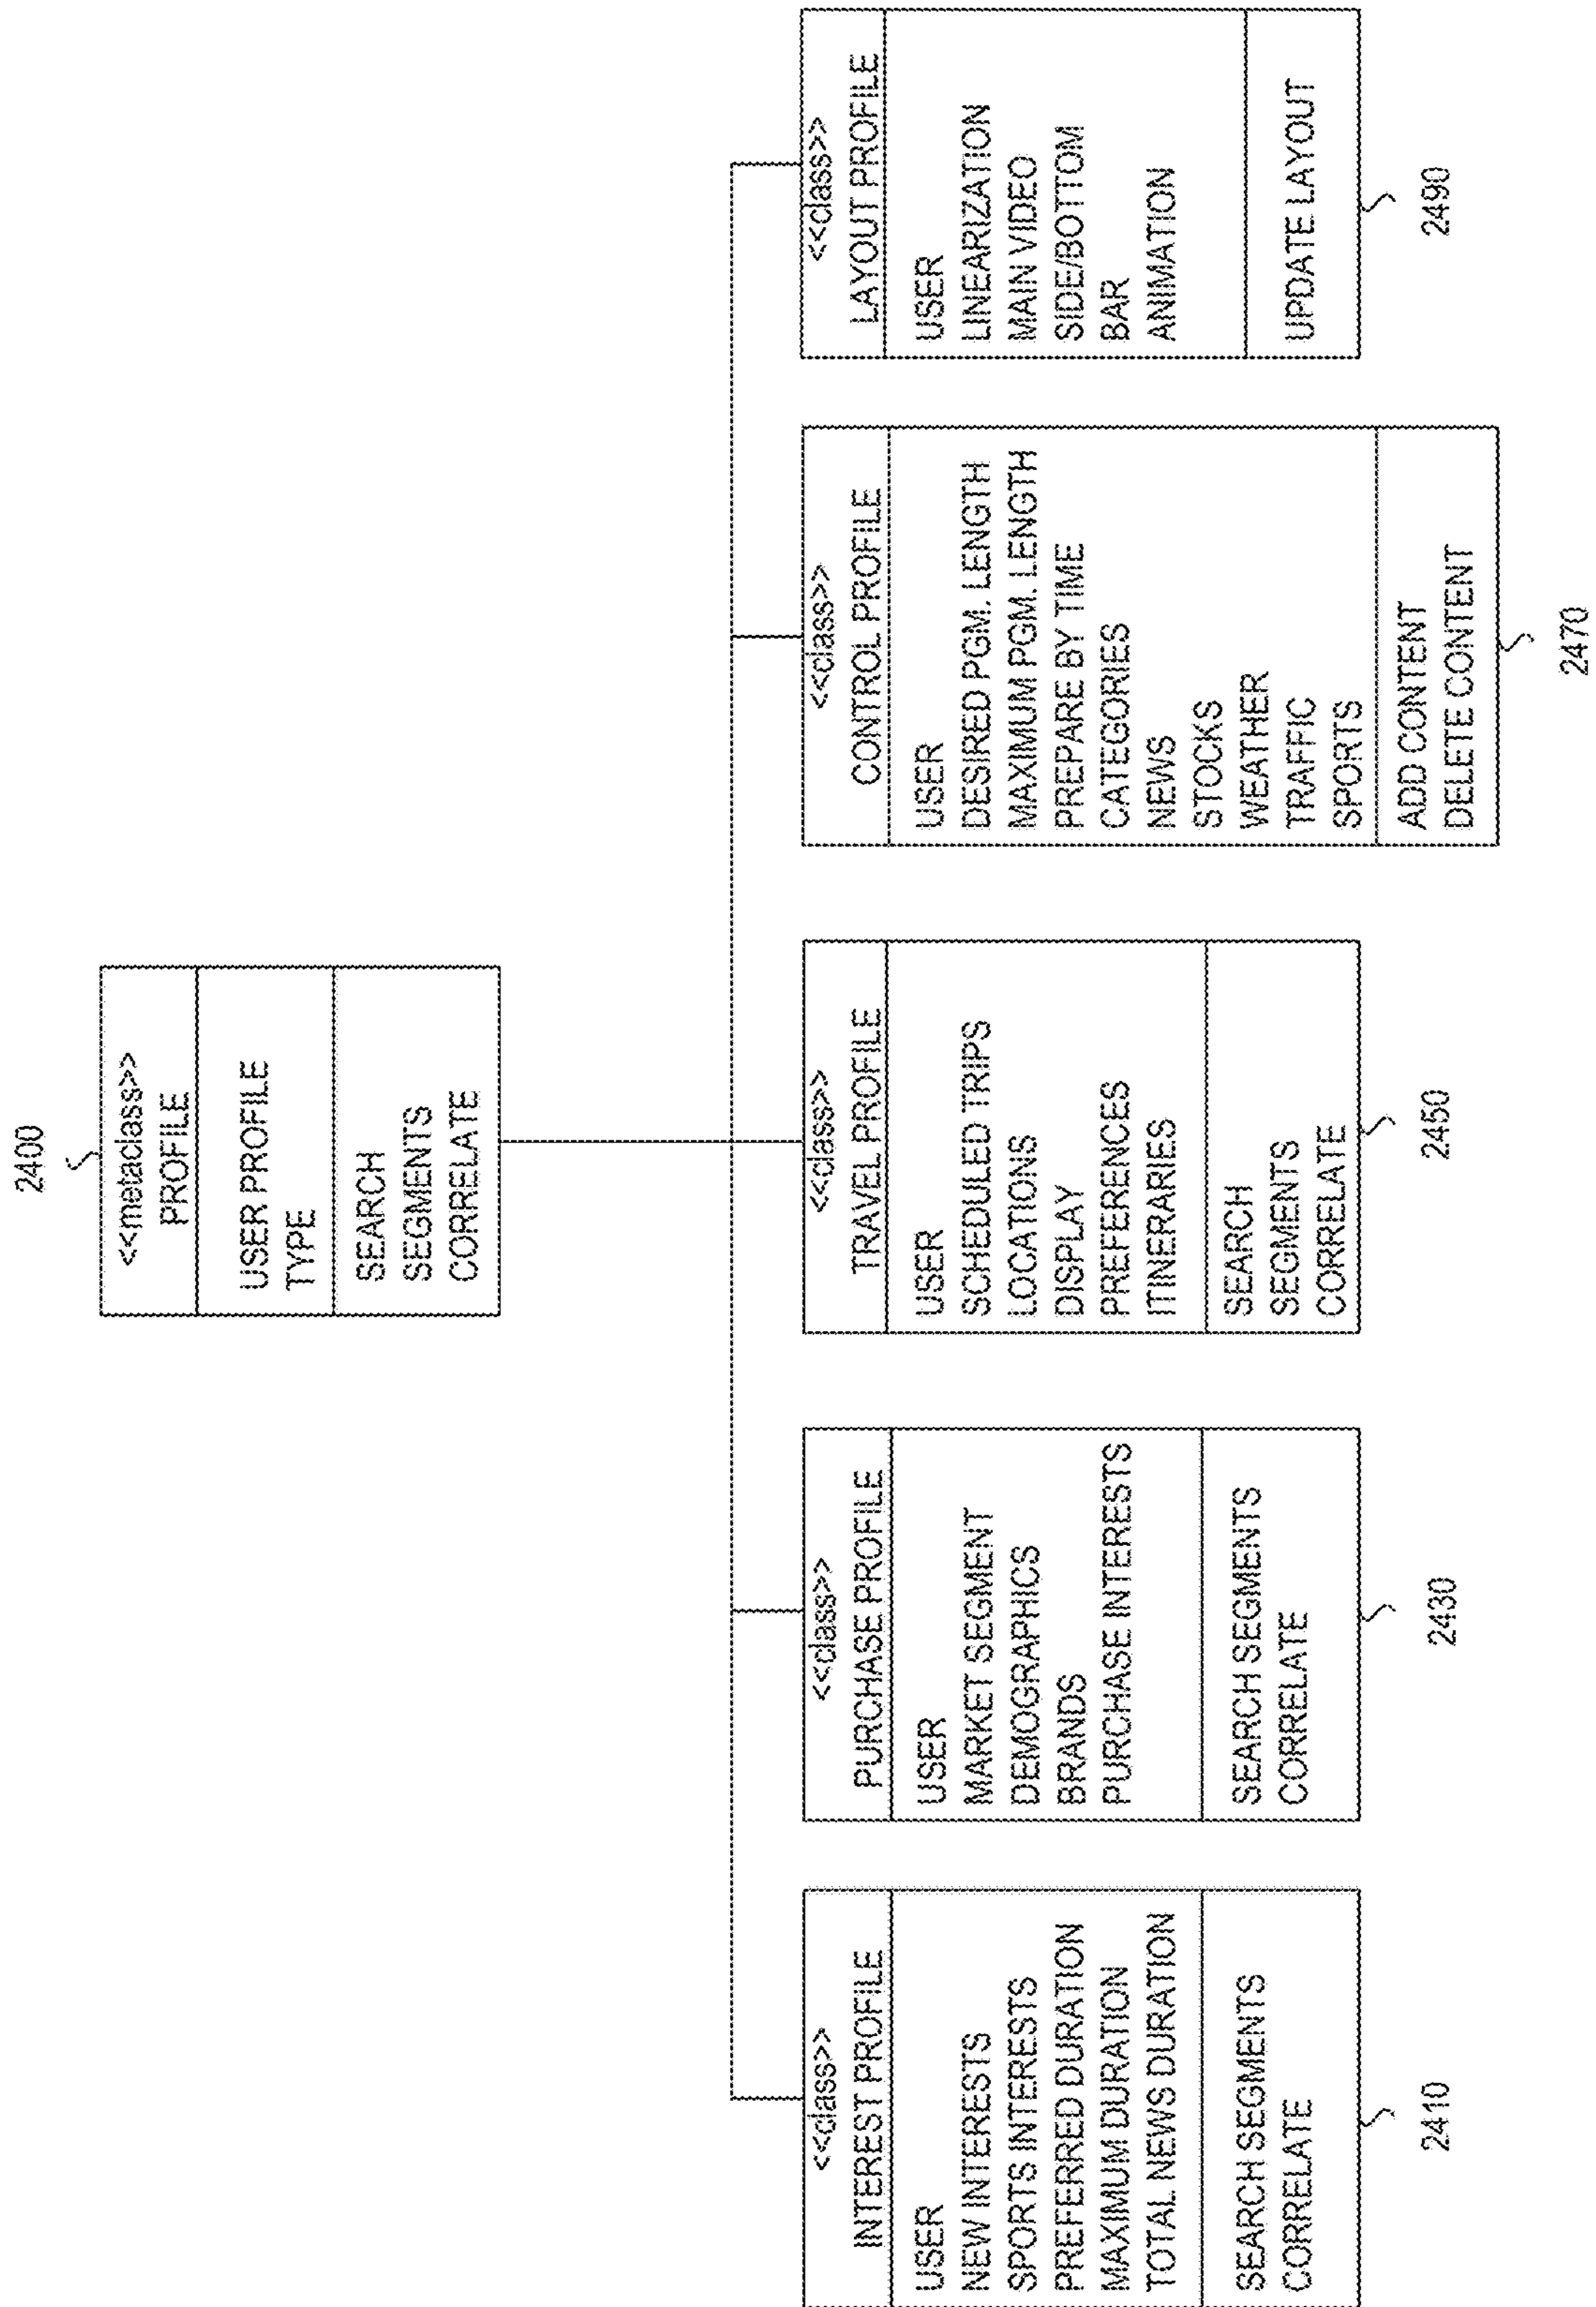 2400
<<metaclass>>
PROFILE
USER PROFILE
TYPE
SEARCH
SEGMENTS
CORRELATE
<<class>>
INTEREST PROFILE
USER
NEW INTERESTS
SPORTS INTERESTS
PREFERRED DURATION
MAXIMUM DURATION
TOTAL NEWS DURATION
SEARCH SEGMENTS
CORRELATE
2410
<<class>>
PURCHASE PROFILE
USER
MARKET SEGMENT
DEMOGRAPHICS
BRANDS
PURCHASE INTERESTS
SEARCH SEGMENTS
CORRELATE
2430
<<class>>
TRAVEL PROFILE
USER
SCHEDULED TRIPS
LOCATIONS
DISPLAY
PREFERENCES
ITINERARIES
SEARCH
SEGMENTS
CORRELATE
2450
<<class>>
CONTROL PROFILE
USER
DESIRED PGM. LENGTH
MAXIMUM PGM. LENGTH
PREPARE BY TIME
CATEGORIES
NEWS
STOCKS
WEATHER
TRAFFIC
SPORTS
ADD CONTENT
DELETE CONTENT
2470
<<class>>
LAYOUT PROFILE
USER
LINEARIZATION
MAIN VIDEO
SIDE/BOTTOM
BAR
ANIMATION
UPDATE LAYOUT
2490